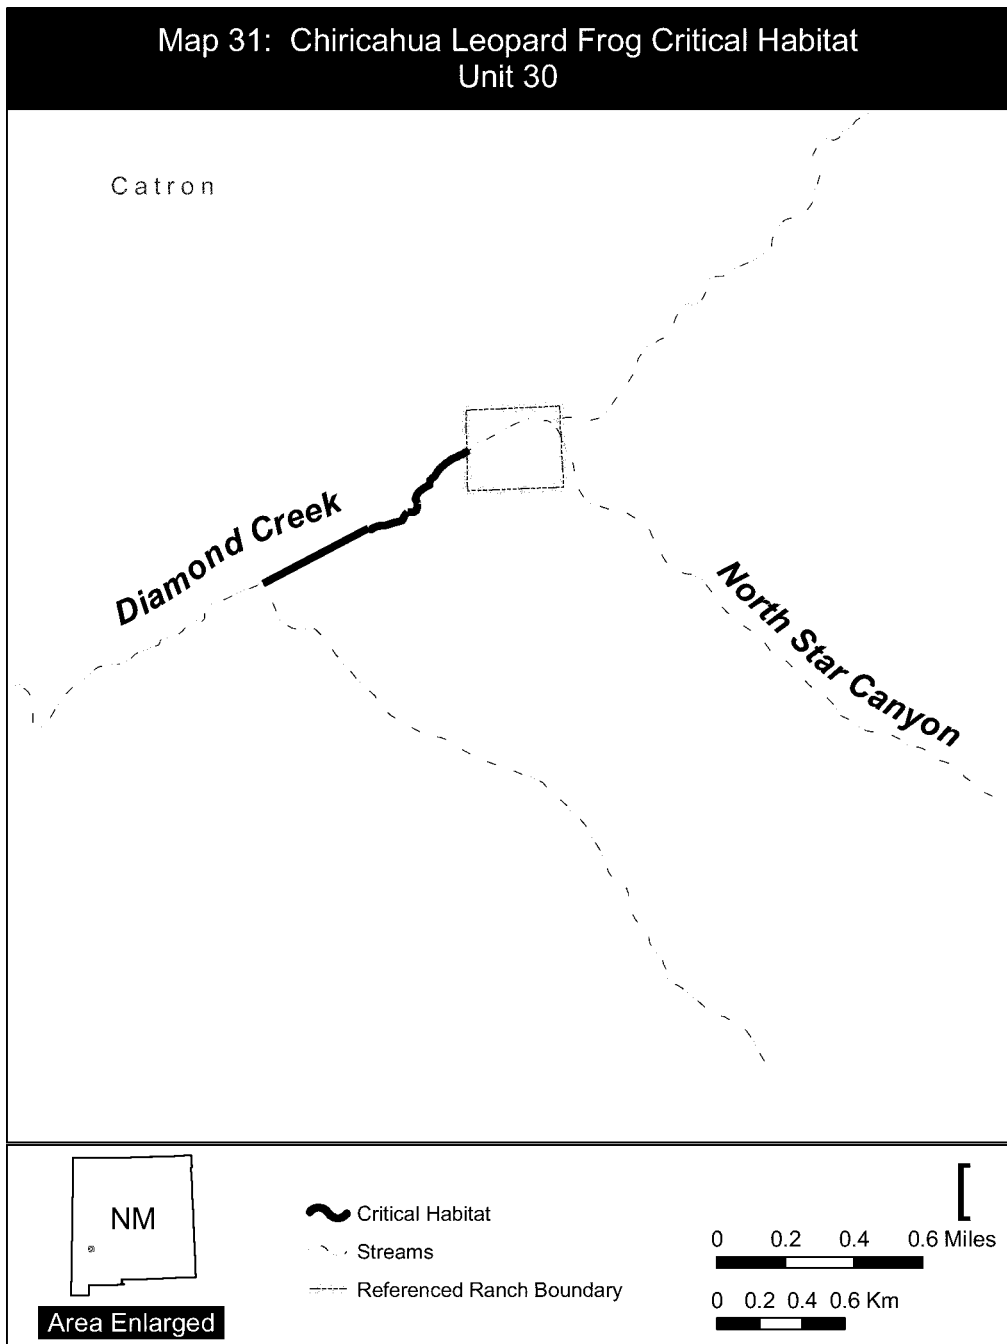 Map 31: Chiricahua Leopard Frog Critical Habitat
Unit 30
Catron
Diamond Creek
North Star Canyon
NM
Area Enlarged
Critical Habitat
Streams
Referenced Ranch Boundary
[
0 0.2 0.4 0.6 Miles
0 0.2 0.4 0.6 Km